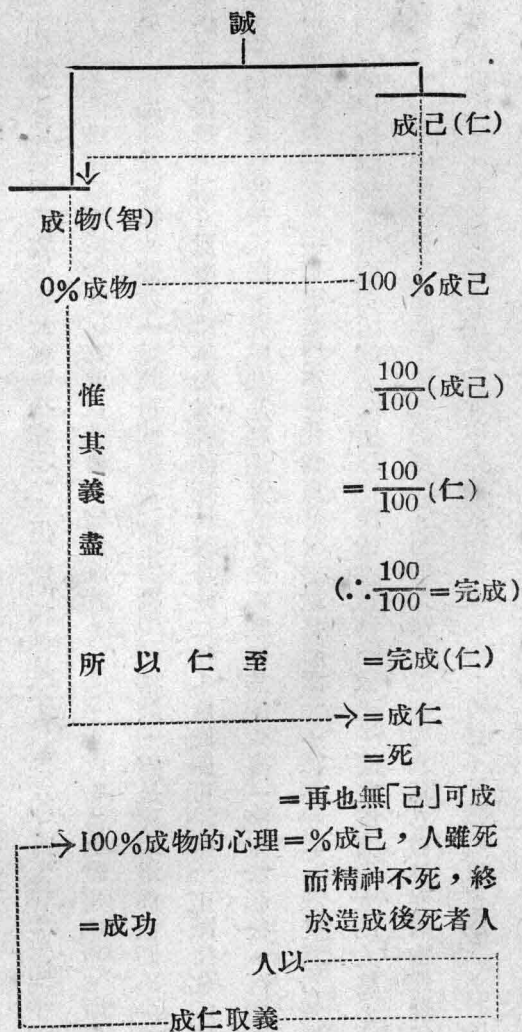 誠
成己(仁)
成物(智)
0%成物 100 %成己
惟其義盡
100/100(成己)
=100/100(仁)
(∴100/100=完成)
所以仁至 =完成(仁)
=成仁
=死
=再也無「己」可成
100%成物的心理=%成己，人雖死
而精神不死，終
=成功 於造成後死者人
人以
成仁取義